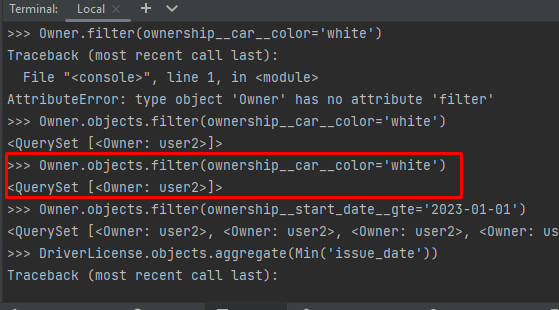 Terminal: Local × + ∨
>>> Owner.filter(ownership__car__color='white')
Traceback (most recent call last):
  File "<console>", line 1, in <module>
AttributeError: type object 'Owner' has no attribute 'filter'
>>> Owner.objects.filter(ownership__car__color='white')
<QuerySet [<Owner: user2>]>
>>> Owner.objects.filter(ownership__car__color='white')
<QuerySet [<Owner: user2>]>
>>> Owner.objects.filter(ownership__start_date__gte='2023-01-01')
<QuerySet [<Owner: user2>, <Owner: user2>, <Owner: user2>, <Owner: us
>>> DriverLicense.objects.aggregate(Min('issue_date'))
Traceback (most recent call last):